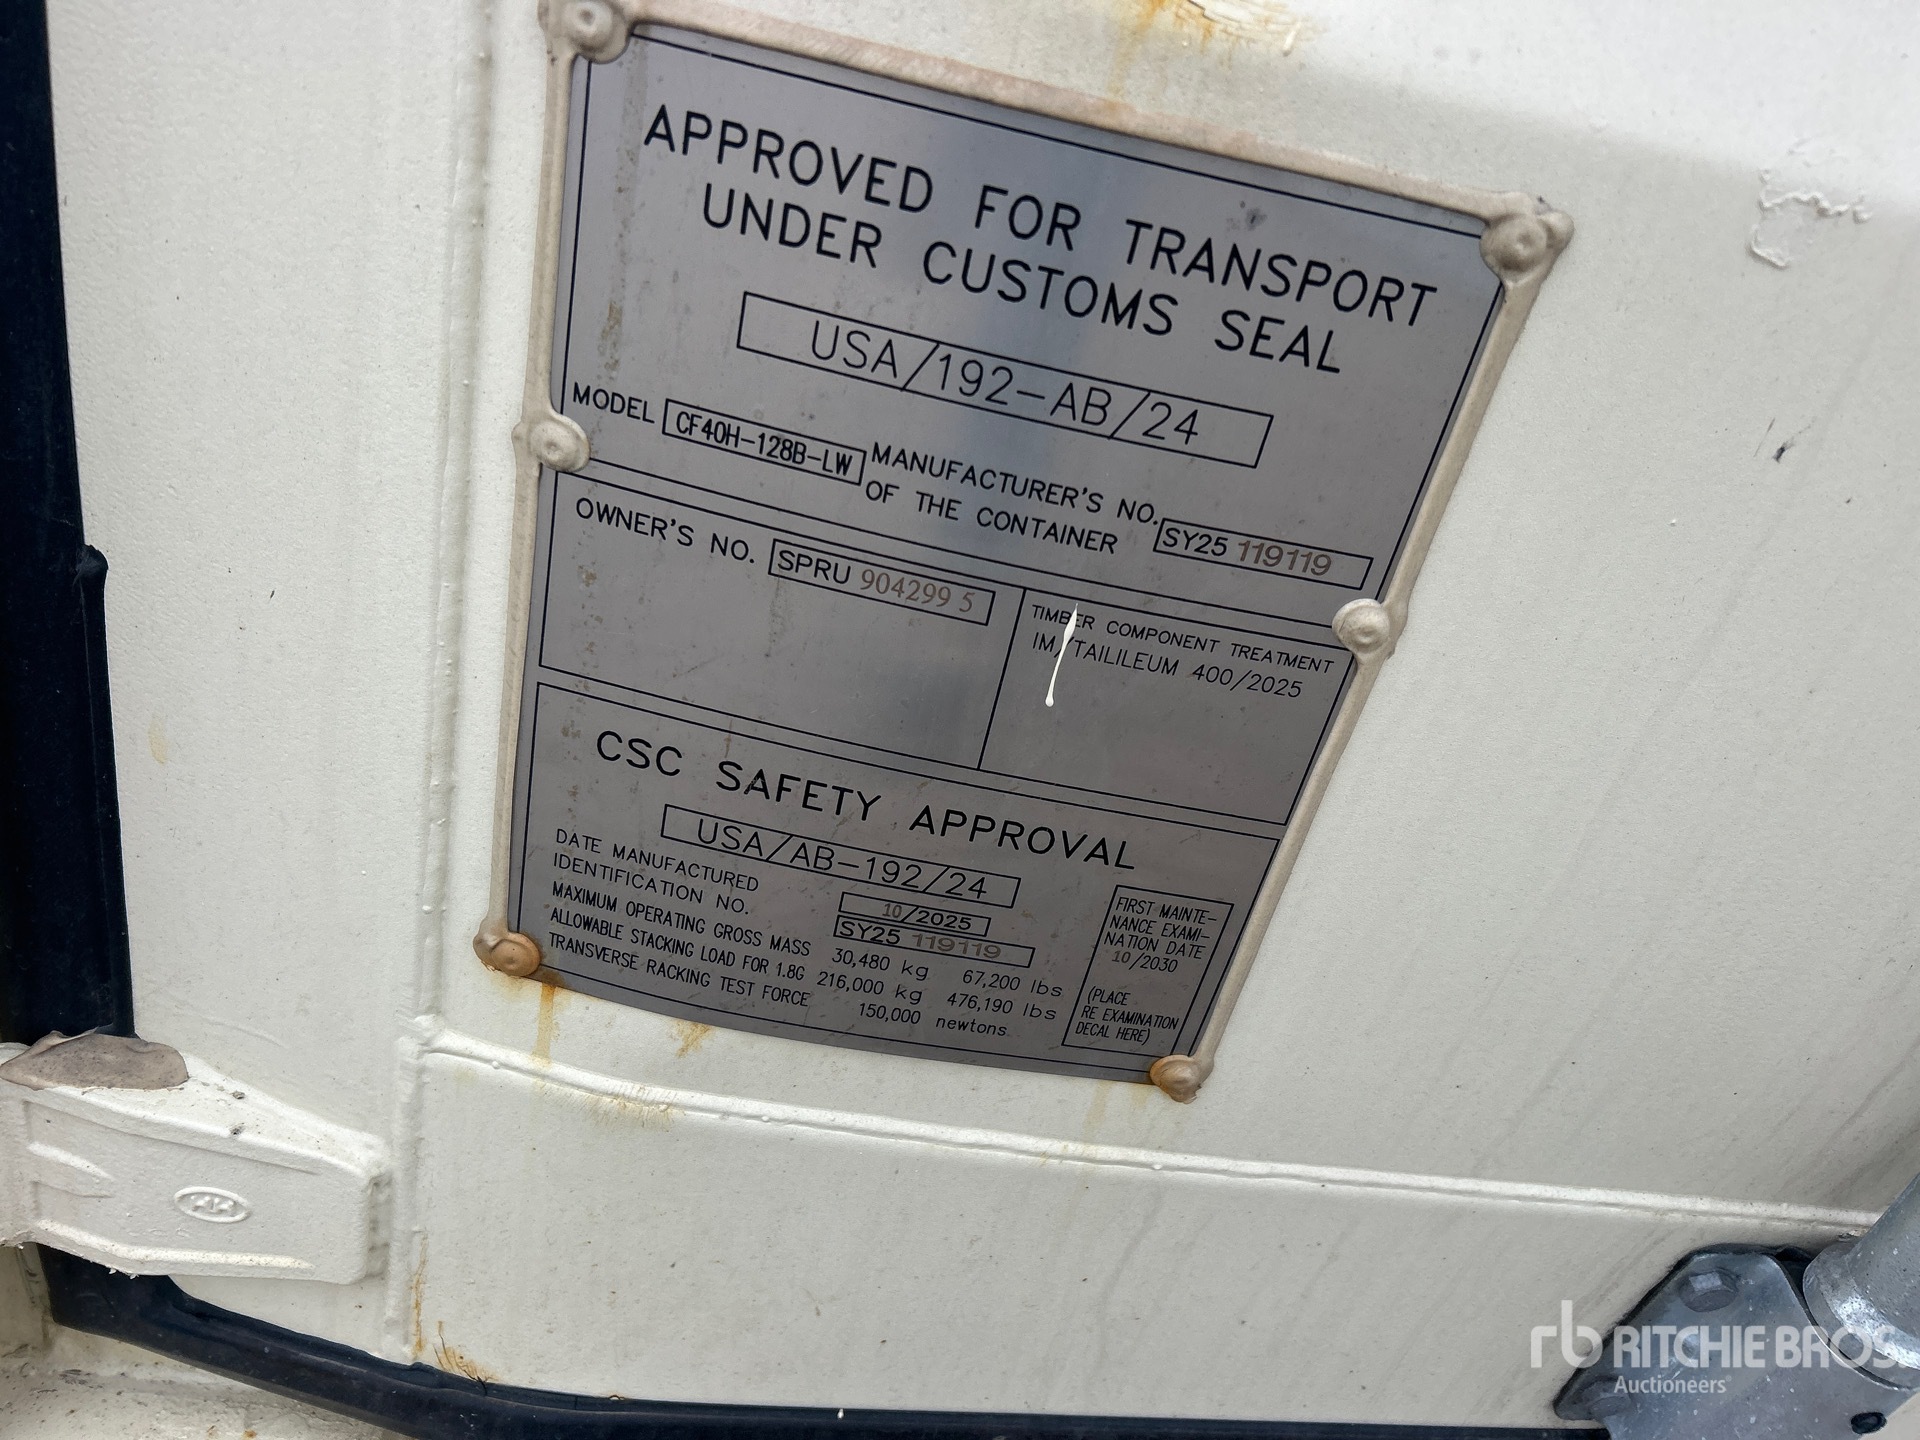 APPROVED FOR TRANSPORT
UNDER CUSTOMS SEAL
USA/192-AB/24
MODEL CF40H-128B-LW MANUFACTURER'S NO. OF THE CONTAINER SY25 119119
OWNER'S NO. SPRU 904299 5
TIMBER COMPONENT TREATMENT
IM/TAILILEUM 400/2025
CSC SAFETY APPROVAL
USA/AB-192/24
DATE MANUFACTURED 10/2025
IDENTIFICATION NO. SY25 119119
MAXIMUM OPERATING GROSS MASS 30,480 kg 67,200 lbs
ALLOWABLE STACKING LOAD FOR 1.8G 216,000 kg 476,190 lbs
TRANSVERSE RACKING TEST FORCE 150,000 newtons
FIRST MAINTE-
NANCE EXAMI-
NATION DATE
10/2030
(PLACE
RE EXAMINATION
DECAL HERE)
rb RITCHIE BROS.
Auctioneers